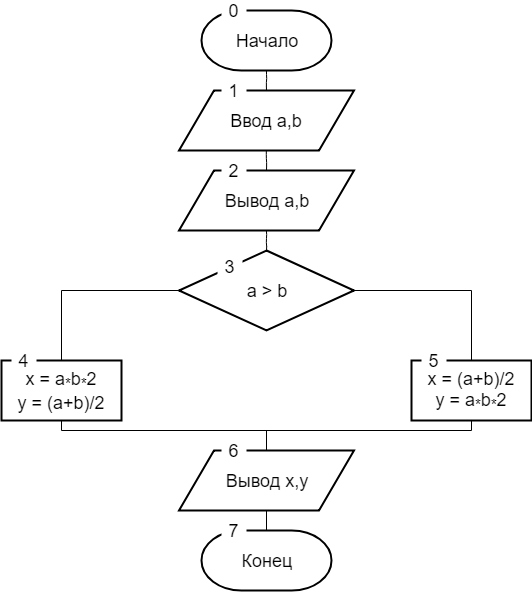 0
Начало
1
Ввод a,b
2
Вывод a,b
3
a > b
4
x = a*b*2
y = (a+b)/2
5
x = (a+b)/2
y = a*b*2
6
Вывод x,y
7
Конец